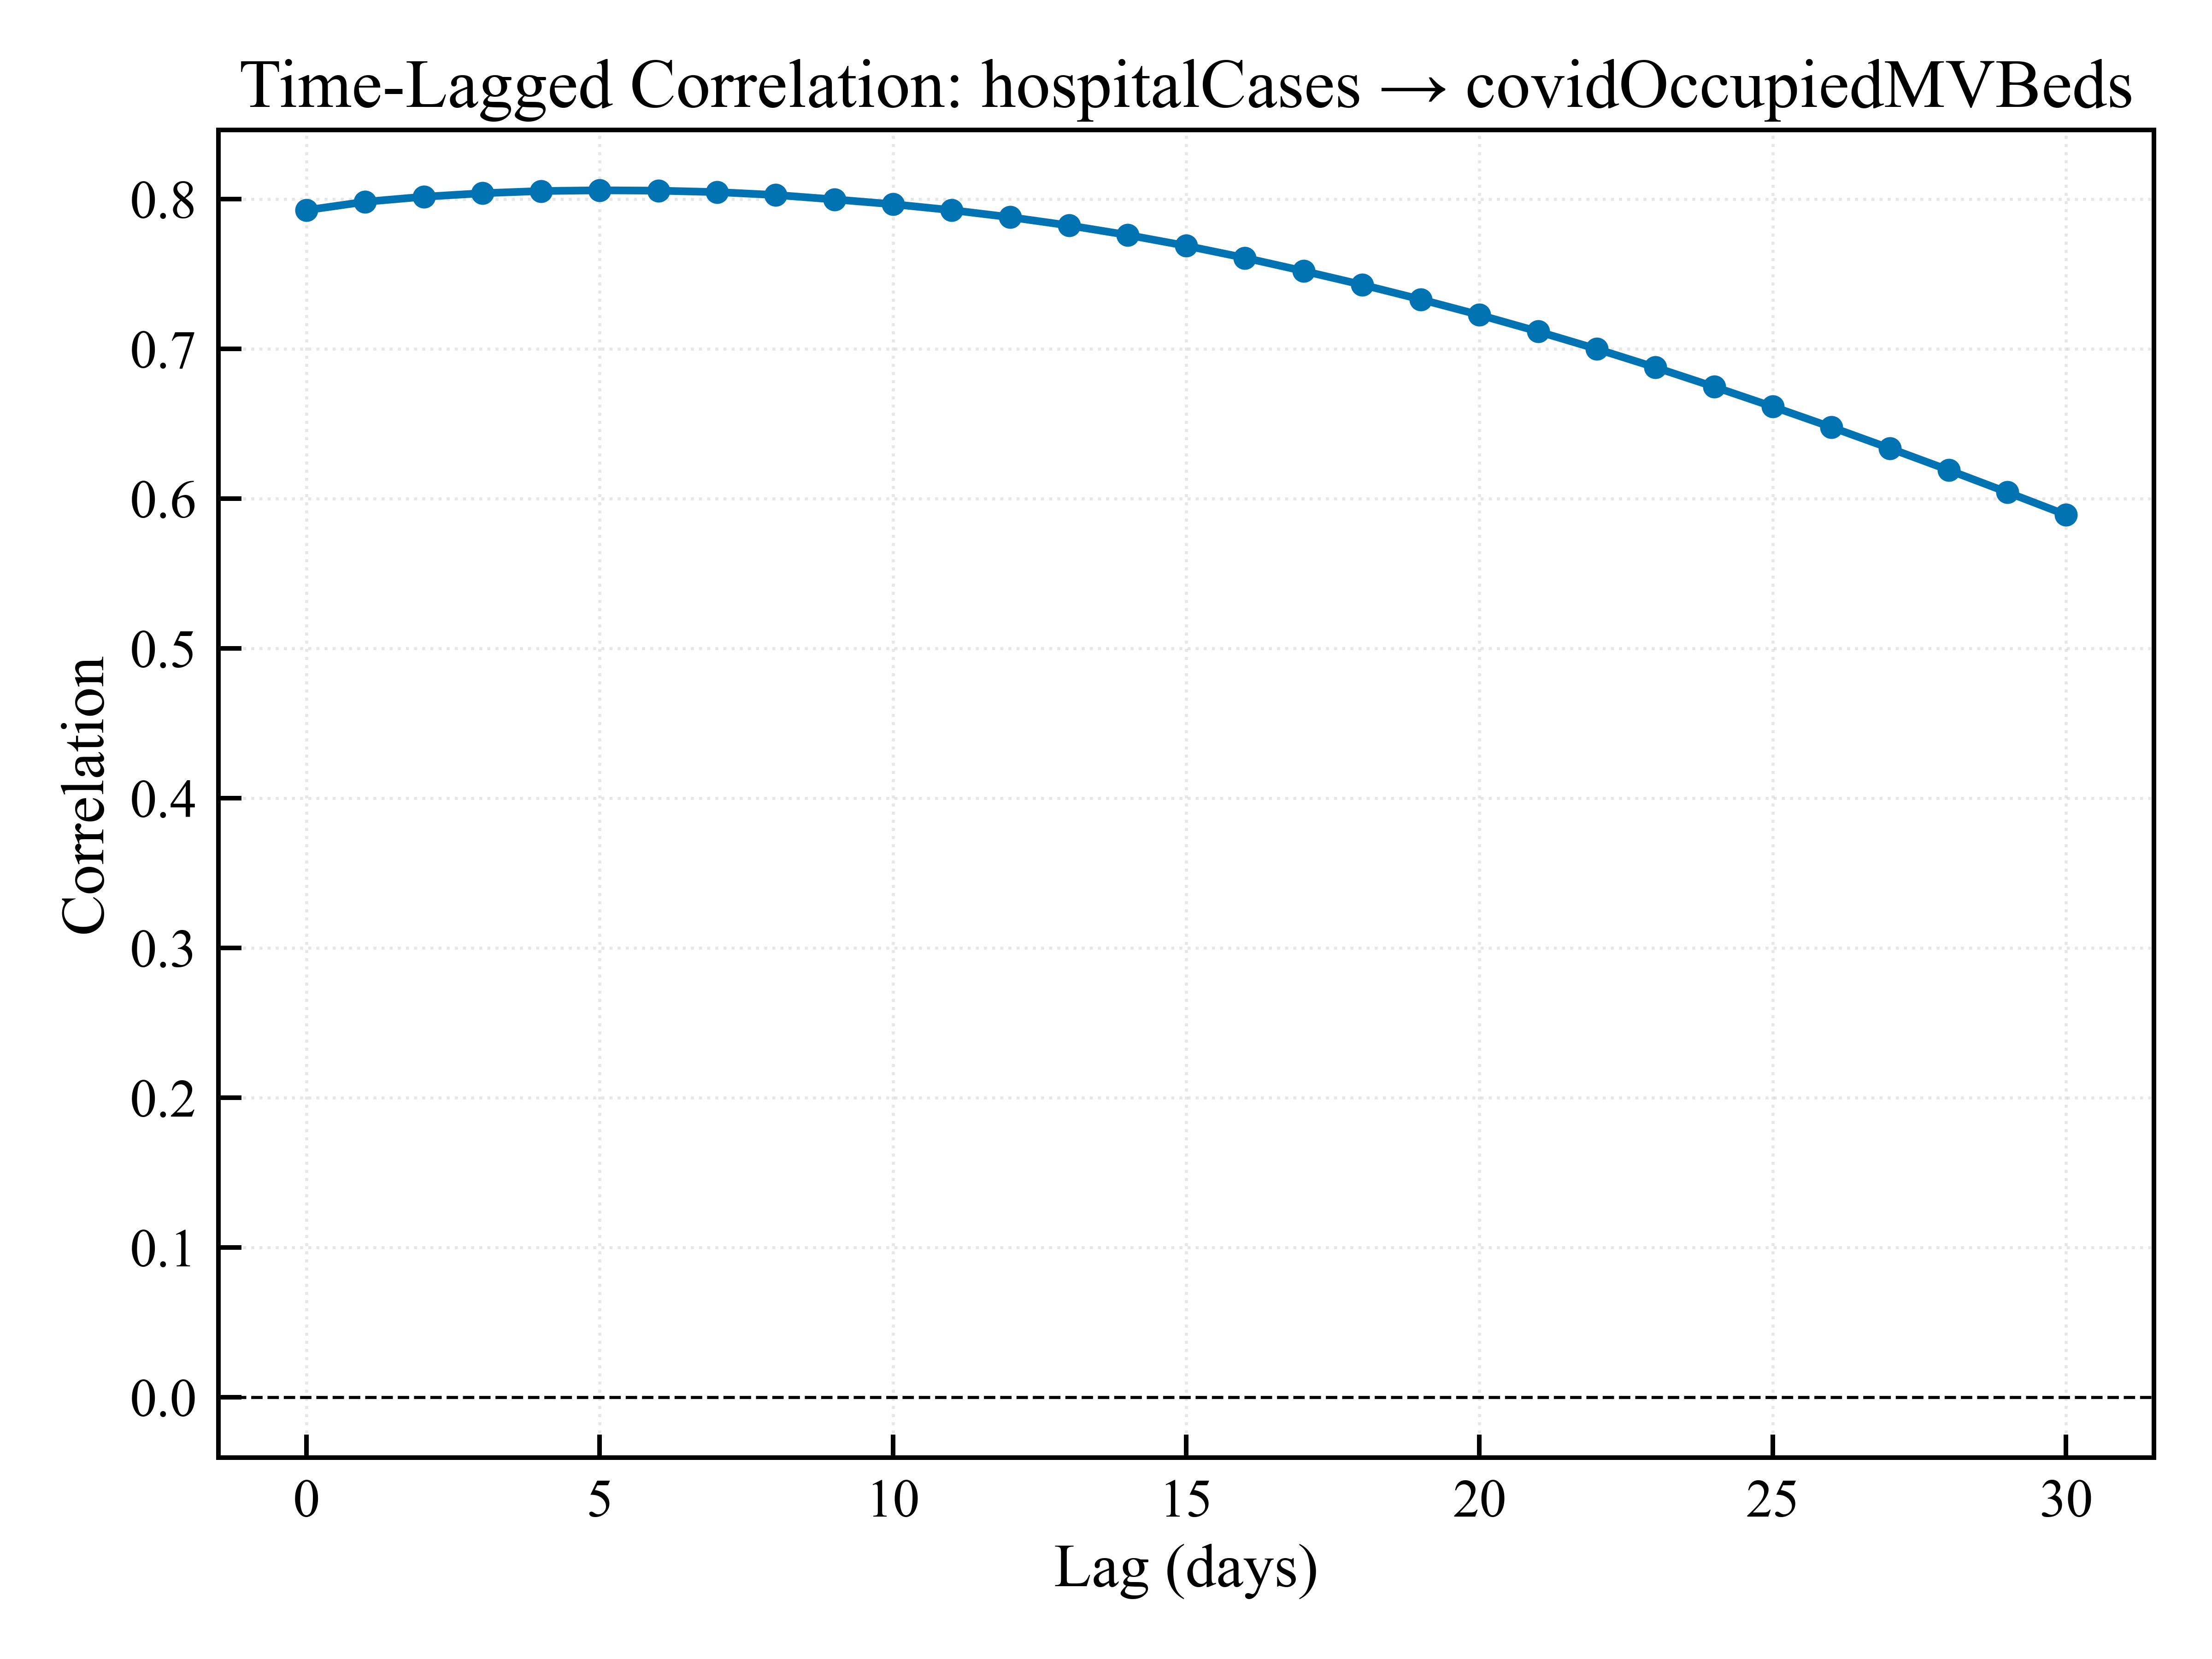 Time-Lagged Correlation: hospitalCases → covidOccupiedMVBeds
Correlation
0.8
0.7
0.6
0.5
0.4
0.3
0.2
0.1
0.0
0 5 10 15 20 25 30
Lag (days)